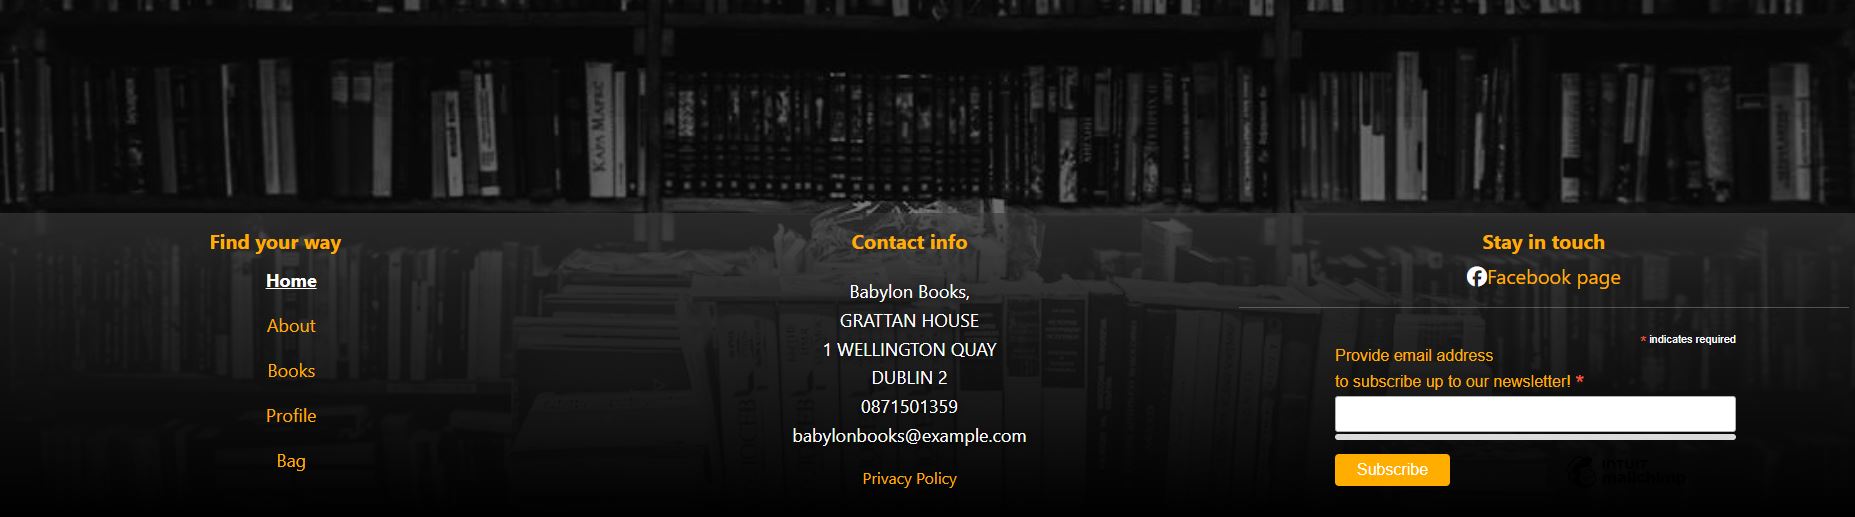 КАРА МАРЕС
Find your way
Home
About
Books
Profile
Bag
Contact info
Babylon Books,
GRATTAN HOUSE
1 WELLINGTON QUAY
DUBLIN 2
0871501359
babylonbooks@example.com
Privacy Policy
Stay in touch
Facebook page
* indicates required
Provide email address
to subscribe up to our newsletter! *
Subscribe
INTUIT
mailchimp